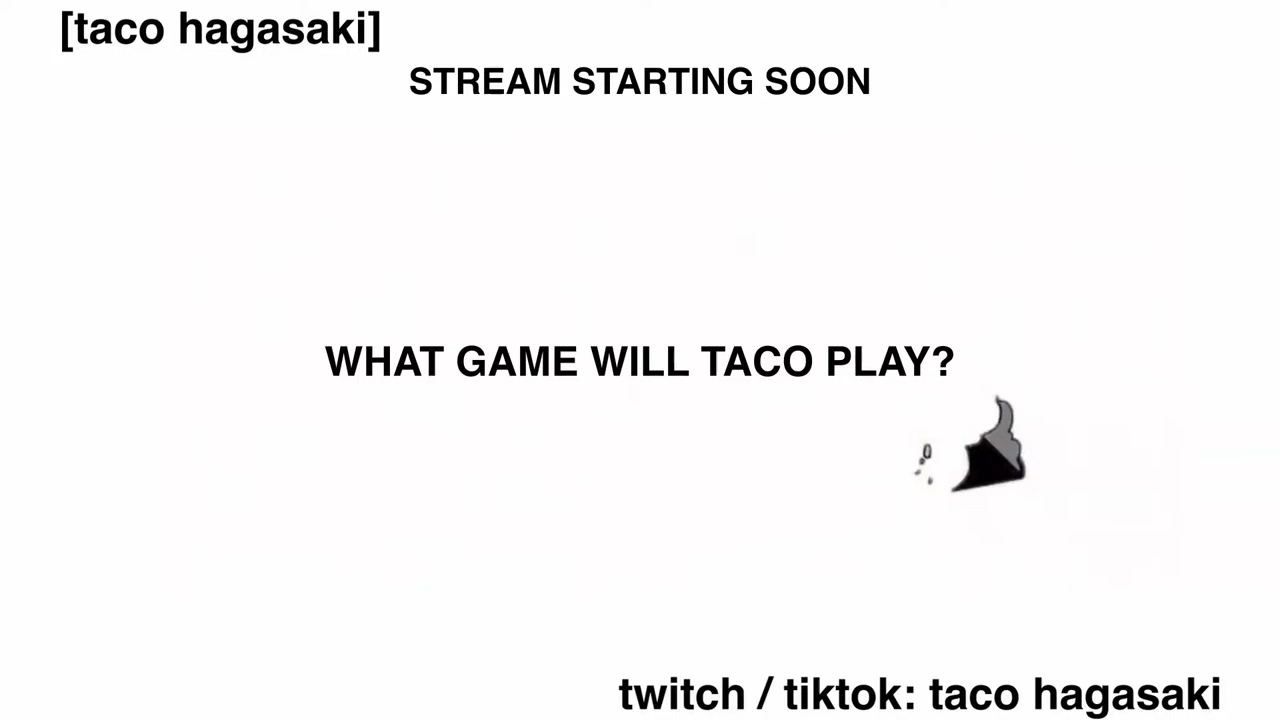 [taco hagasaki]
STREAM STARTING SOON
WHAT GAME WILL TACO PLAY?
twitch / tiktok: taco hagasaki